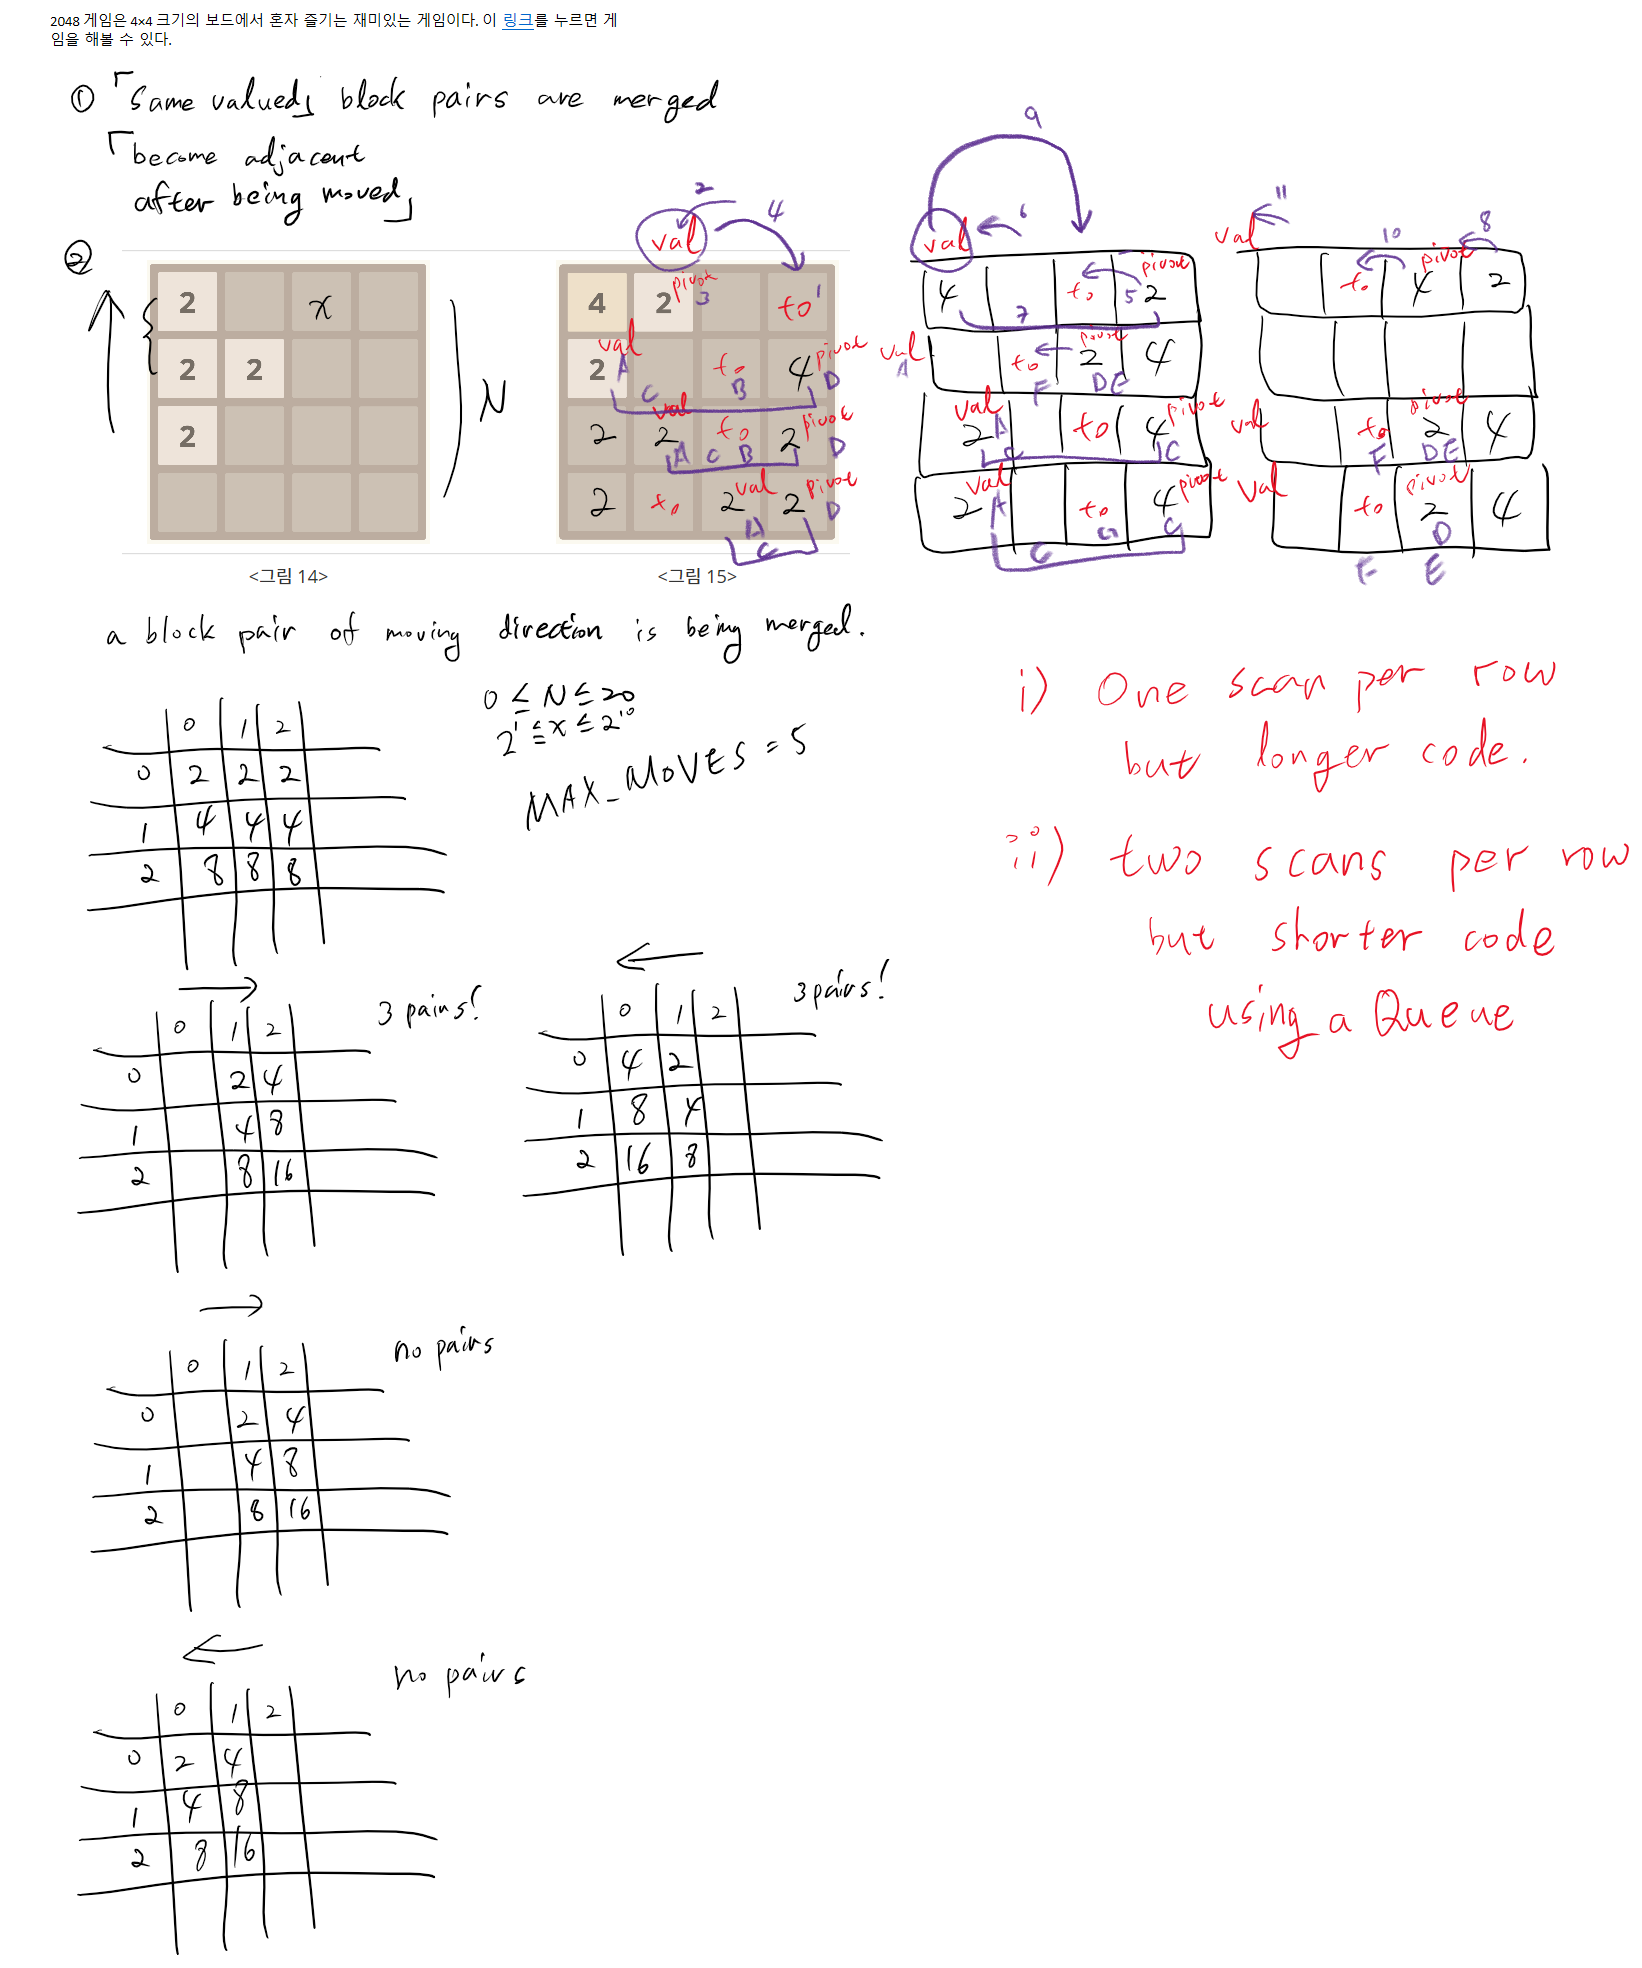 2048 게임은 4×4 크기의 보드에서 혼자 즐기는 재미있는 게임이다. 이 링크를 누르면 게
임을 해볼 수 있다.
① 「Same valued」 block pairs are merged
「become adjacent
after being moved」
②
2 x
2 2
2
N
<그림 14>
2 4
val
4 2 pivot 3 to 1
val pivot
2 A to 4 D
C B
val pivot
2 2 to 2 D
A C B
val pivot
2 to 2 2 D
A
C
<그림 15>
9
val 6
pivot
4 to 5 2
7
val pivot
A to 2 4
F DE
val pivot
2 A to 4
C C
val pivot
2 A to 4
C G G
11
val 10 8
pivot
to 4 2
pivot
val to 2 4
F DE
val pivot
to 2 4
D
F E
a block pair of moving direction is being merged.
0 ≤ N ≤ 20
2¹ ≤ x ≤ 2¹⁰
MAX_MOVES = 5
i) One scan per row
but longer code.
ii) two scans per row
but shorter code
using a Queue
0 1 2
0 2 2 2
1 4 4 4
2 8 8 8
3 pairs!
0 1 2
0 2 4
1 4 8
2 8 16
3 pairs!
0 1 2
0 4 2
1 8 4
2 16 8
no pairs
0 1 2
0 2 4
1 4 8
2 8 16
no pairs
0 1 2
0 2 4
1 4 8
2 8 16